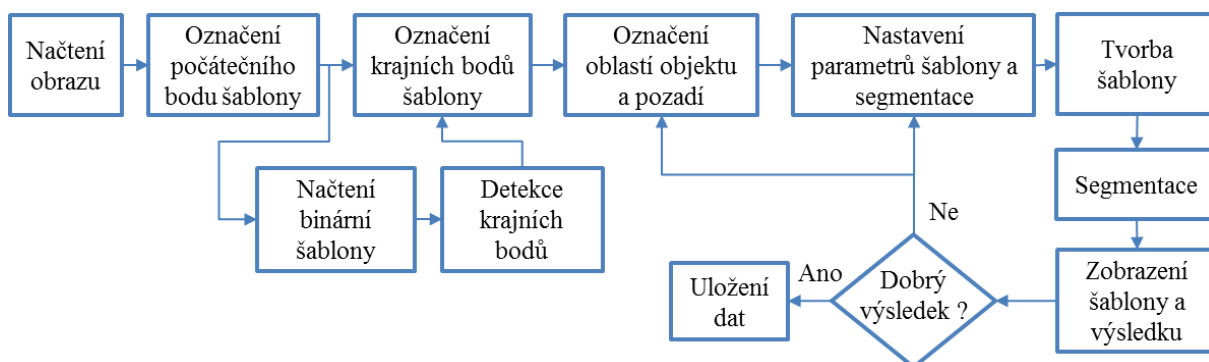 Načtení
obrazu
Označení
počátečního
bodu šablony
Označení
krajních bodů
šablony
Označení
oblastí objektu
a pozadí
Nastavení
parametrů šablony a
segmentace
Tvorba
šablony
Načtení
binární
šablony
Detekce
krajních
bodů
Segmentace
Ne
Ano
Uložení
dat
Dobrý
výsledek ?
Zobrazení
šablony a
výsledku